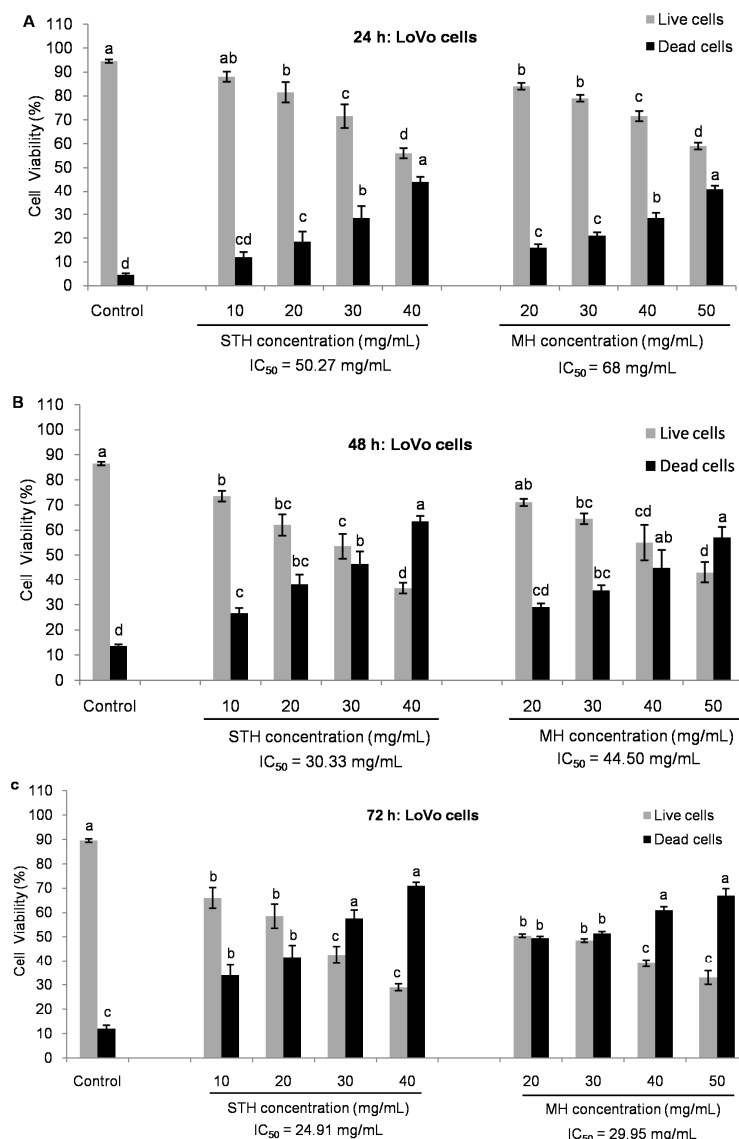 A
24 h: LoVo cells
Live cells
Dead cells
Cell Viability (%)
110
100
90
80
70
60
50
40
30
20
10
0
a
d
ab
cd
b
c
c
b
d
a
b
c
b
c
c
b
d
a
Control
10 20 30 40
20 30 40 50
STH concentration (mg/mL)
MH concentration (mg/mL)
IC50 = 50.27 mg/mL
IC50 = 68 mg/mL
B
48 h: LoVo cells
Live cells
Dead cells
Cell Viability (%)
110
100
90
80
70
60
50
40
30
20
10
0
a
d
b
c
bc
bc
c
b
d
a
ab
cd
bc
bc
cd
ab
d
a
Control
10 20 30 40
20 30 40 50
STH concentration (mg/mL)
MH concentration (mg/mL)
IC50 = 30.33 mg/mL
IC50 = 44.50 mg/mL
c
72 h: LoVo cells
Live cells
Dead cells
Cell Viability (%)
110
100
90
80
70
60
50
40
30
20
10
0
a
c
b
b
b
b
c
a
c
a
b
b
b
b
c
a
c
a
Control
10 20 30 40
20 30 40 50
STH concentration (mg/mL)
MH concentration (mg/mL)
IC50 = 24.91 mg/mL
IC50 = 29.95 mg/mL